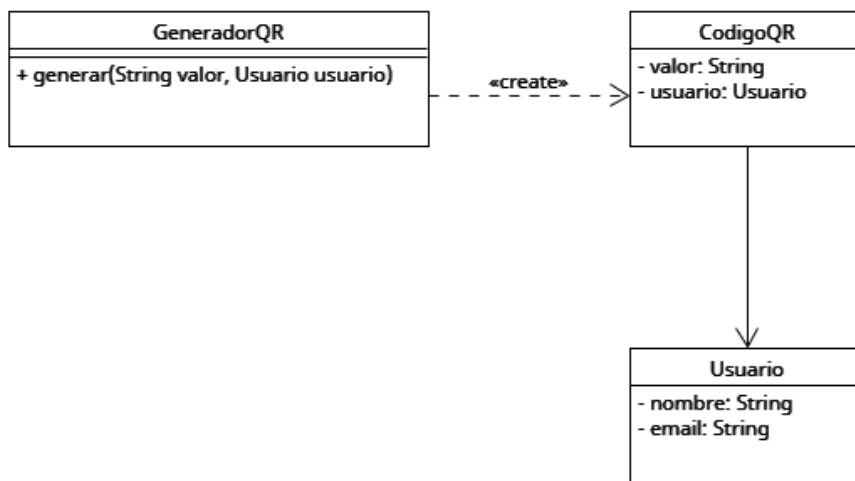 GeneradorQR
+ generar(String valor, Usuario usuario)
«create»
CodigoQR
- valor: String
- usuario: Usuario
Usuario
- nombre: String
- email: String